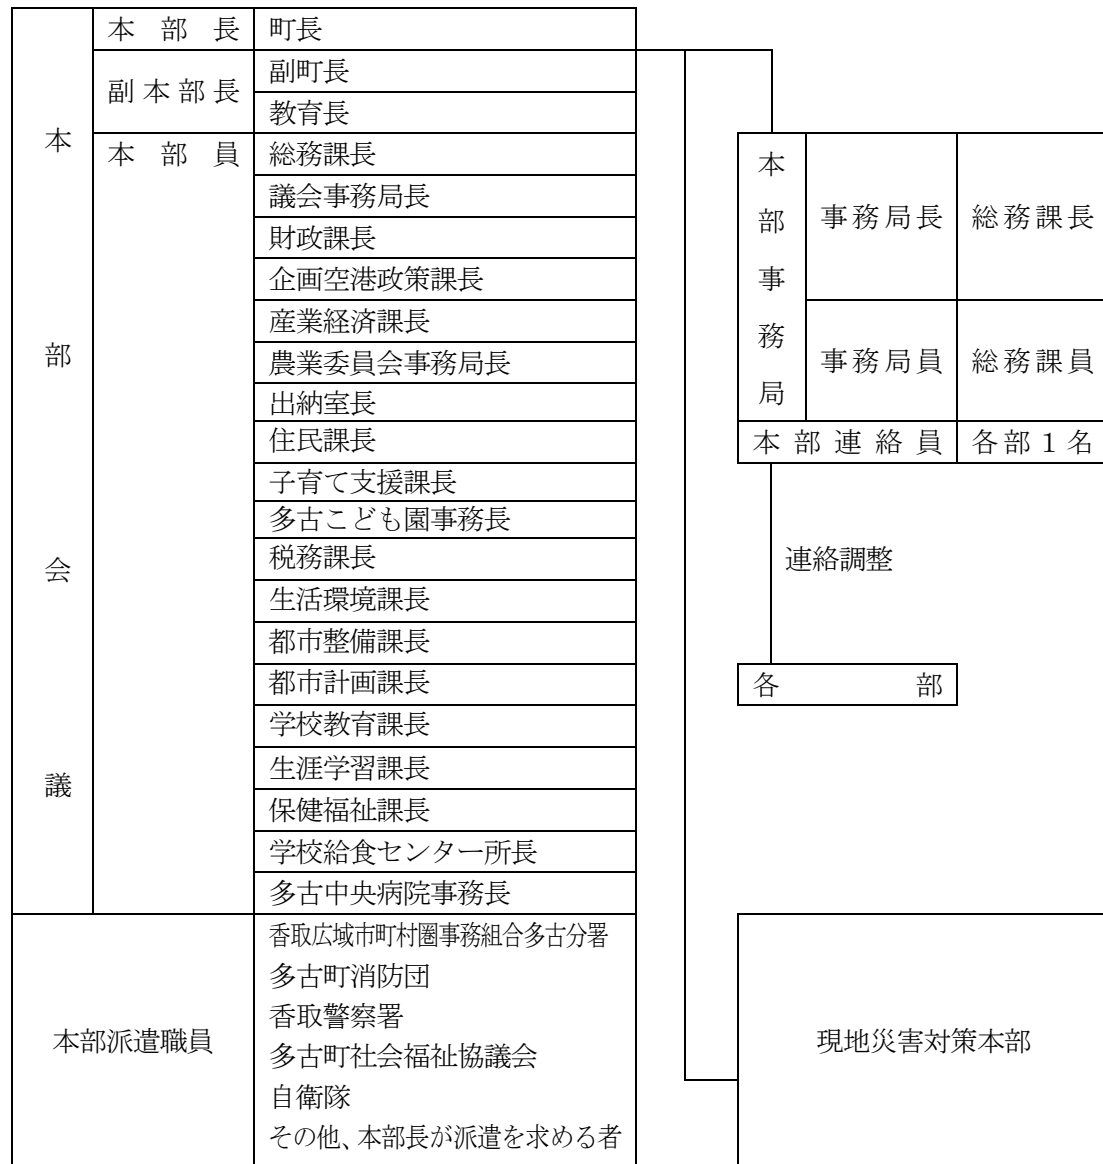 本部会議
本部長 町長
副本部長 副町長
教育長
本部員 総務課長
議会事務局長
財政課長
企画空港政策課長
産業経済課長
農業委員会事務局長
出納室長
住民課長
子育て支援課長
多古こども園事務長
税務課長
生活環境課長
都市整備課長
都市計画課長
学校教育課長
生涯学習課長
保健福祉課長
学校給食センター所長
多古中央病院事務長
本部派遣職員
香取広域市町村圏事務組合多古分署
多古町消防団
香取警察署
多古町社会福祉協議会
自衛隊
その他、本部長が派遣を求める者
本部事務局
事務局長 総務課長
事務局員 総務課員
本部連絡員 各部1名
連絡調整
各部
現地災害対策本部